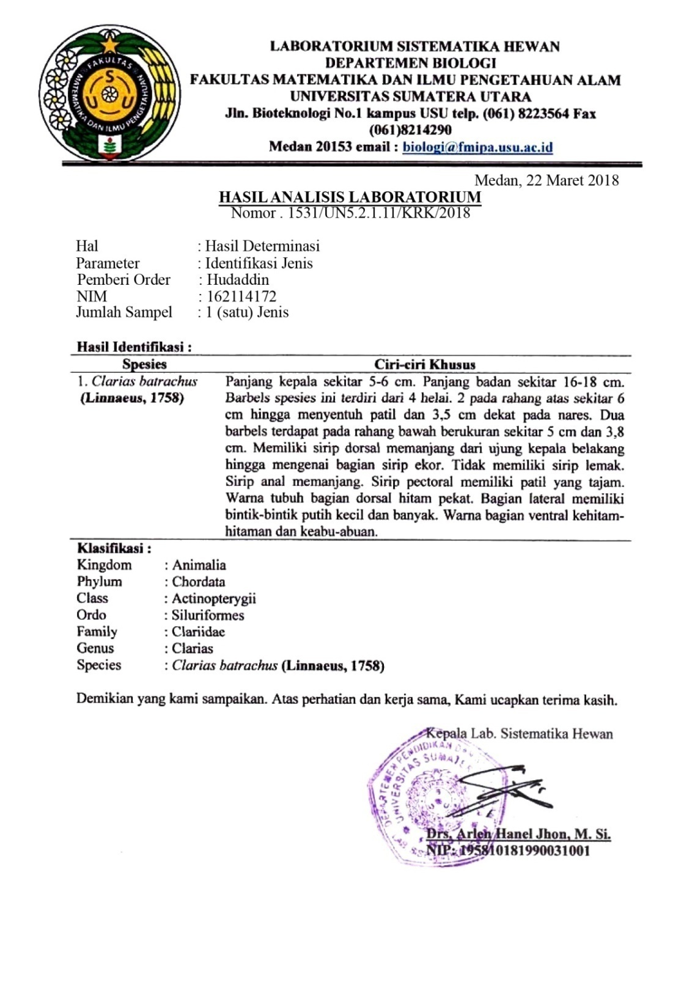 FAKULTAS
MATEMATIKA DAN ILMU PENGETAHUAN
S
U U
LABORATORIUM SISTEMATIKA HEWAN
DEPARTEMEN BIOLOGI
FAKULTAS MATEMATIKA DAN ILMU PENGETAHUAN ALAM
UNIVERSITAS SUMATERA UTARA
Jln. Bioteknologi No.1 kampus USU telp. (061) 8223564 Fax
(061)8214290
Medan 20153 email : biologi@fmipa.usu.ac.id
Medan, 22 Maret 2018
HASIL ANALISIS LABORATORIUM
Nomor . 1531/UN5.2.1.11/KRK/2018
Hal : Hasil Determinasi
Parameter : Identifikasi Jenis
Pemberi Order : Hudaddin
NIM : 162114172
Jumlah Sampel : 1 (satu) Jenis
Hasil Identifikasi :
Spesies Ciri-ciri Khusus
1. Clarias batrachus Panjang kepala sekitar 5-6 cm. Panjang badan sekitar 16-18 cm.
(Linnaeus, 1758) Barbels spesies ini terdiri dari 4 helai. 2 pada rahang atas sekitar 6
cm hingga menyentuh patil dan 3,5 cm dekat pada nares. Dua
barbels terdapat pada rahang bawah berukuran sekitar 5 cm dan 3,8
cm. Memiliki sirip dorsal memanjang dari ujung kepala belakang
hingga mengenai bagian sirip ekor. Tidak memiliki sirip lemak.
Sirip anal memanjang. Sirip pectoral memiliki patil yang tajam.
Warna tubuh bagian dorsal hitam pekat. Bagian lateral memiliki
bintik-bintik putih kecil dan banyak. Warna bagian ventral kehitam-
hitaman dan keabu-abuan.
Klasifikasi :
Kingdom : Animalia
Phylum : Chordata
Class : Actinopterygii
Ordo : Siluriformes
Family : Clariidae
Genus : Clarias
Species : Clarias batrachus (Linnaeus, 1758)
Demikian yang kami sampaikan. Atas perhatian dan kerja sama, Kami ucapkan terima kasih.
Kepala Lab. Sistematika Hewan
DEPARTEMEN PENDIDIKAN
UNIVERSITAS
LAB
Drs. Arlen Hanel Jhon, M. Si.
NIP: 195810181990031001